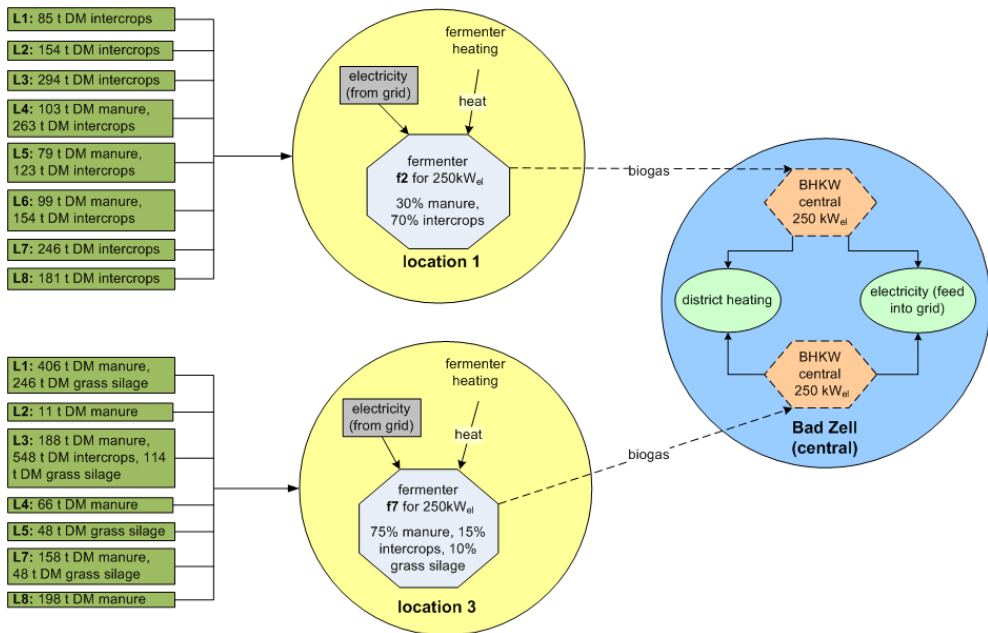 L1: 85 t DM intercrops
L2: 154 t DM intercrops
L3: 294 t DM intercrops
L4: 103 t DM manure,
263 t DM intercrops
L5: 79 t DM manure,
123 t DM intercrops
L6: 99 t DM manure,
154 t DM intercrops
L7: 246 t DM intercrops
L8: 181 t DM intercrops
fermenter
heating
electricity
(from grid)
heat
fermenter
f2 for 250kWel
30% manure,
70% intercrops
location 1
biogas
BHKW
central
250 kWel
district heating
electricity (feed
into grid)
BHKW
central
250 kWel
Bad Zell
(central)
L1: 406 t DM manure,
246 t DM grass silage
L2: 11 t DM manure
L3: 188 t DM manure,
548 t DM intercrops, 114
t DM grass silage
L4: 66 t DM manure
L5: 48 t DM grass silage
L7: 158 t DM manure,
48 t DM grass silage
L8: 198 t DM manure
fermenter
heating
electricity
(from grid)
heat
fermenter
f7 for 250kWel
75% manure, 15%
intercrops, 10%
grass silage
location 3
biogas